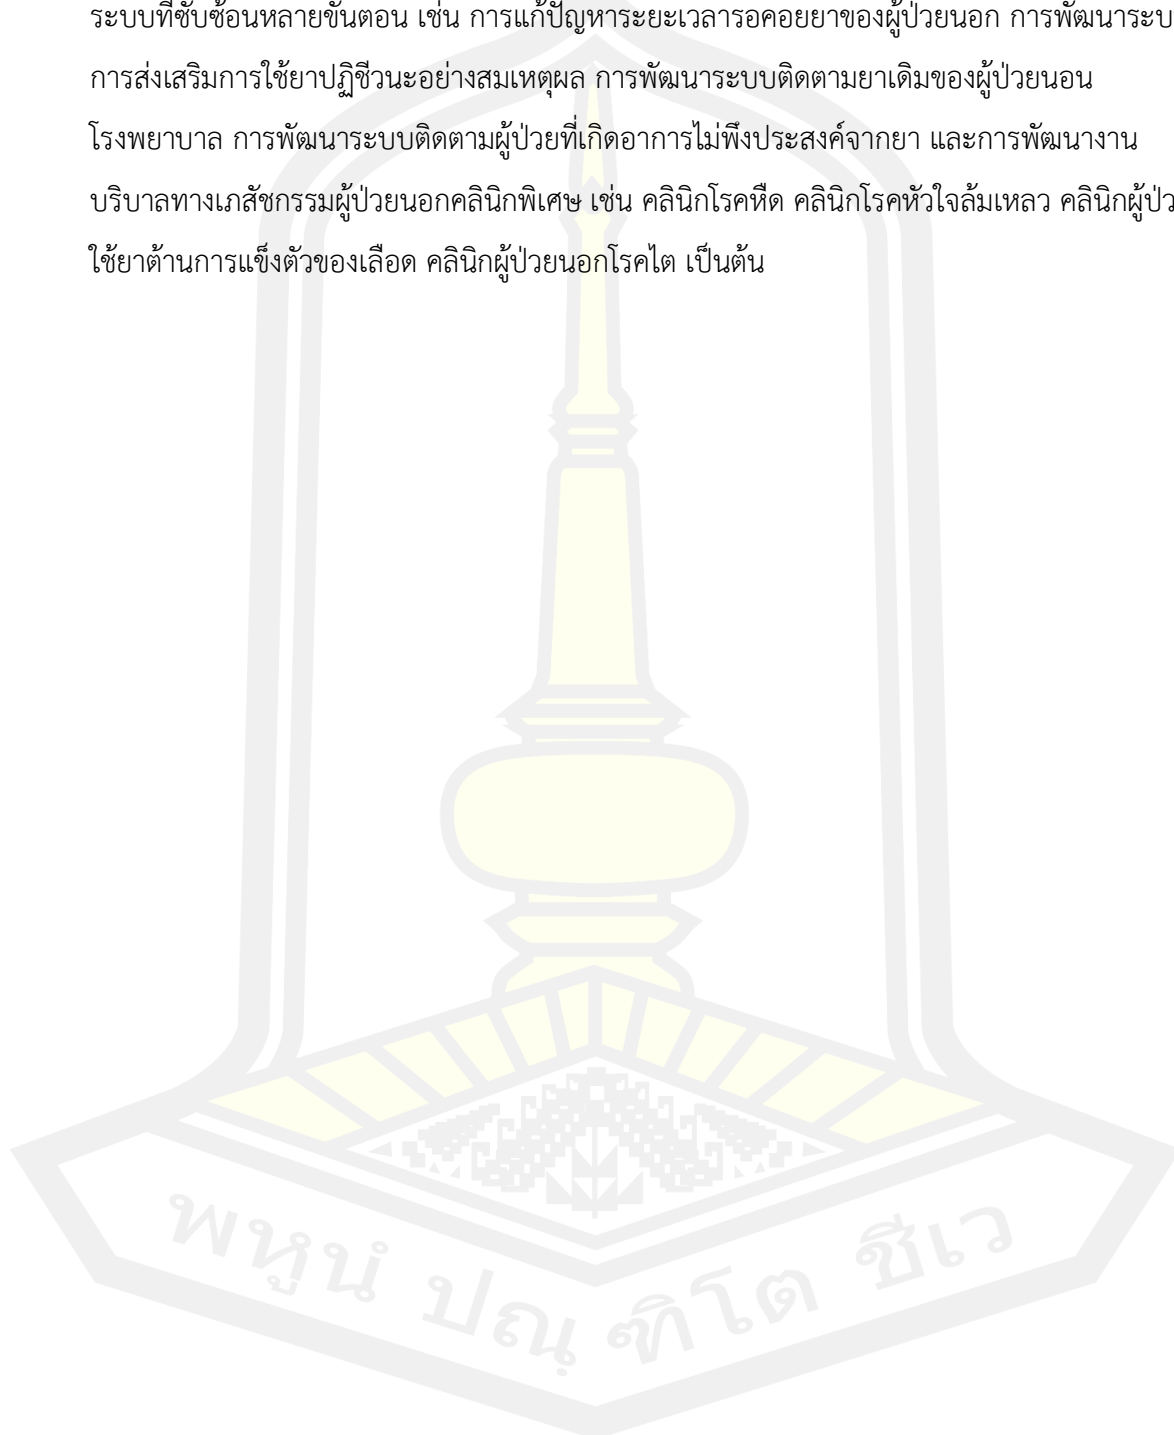 ระบบที่ซับซ้อนหลายขั้นตอน เช่น การแก้ปัญหาระยะเวลารอคอยยาของผู้ป่วยนอก การพัฒนาระบ
การส่งเสริมการใช้ยาปฏิชีวนะอย่างสมเหตุผล การพัฒนาระบบติดตามยาเดิมของผู้ป่วยนอน
โรงพยาบาล การพัฒนาระบบติดตามผู้ป่วยที่เกิดอาการไม่พึงประสงค์จากยา และการพัฒนางาน
บริบาลทางเภสัชกรรมผู้ป่วยนอกคลินิกพิเศษ เช่น คลินิกโรคหืด คลินิกโรคหัวใจล้มเหลว คลินิกผู้ป่ว
ใช้ยาต้านการแข็งตัวของเลือด คลินิกผู้ป่วยนอกโรคไต เป็นต้น
พหูนํ ปณฺ ฑิโต ชีเว